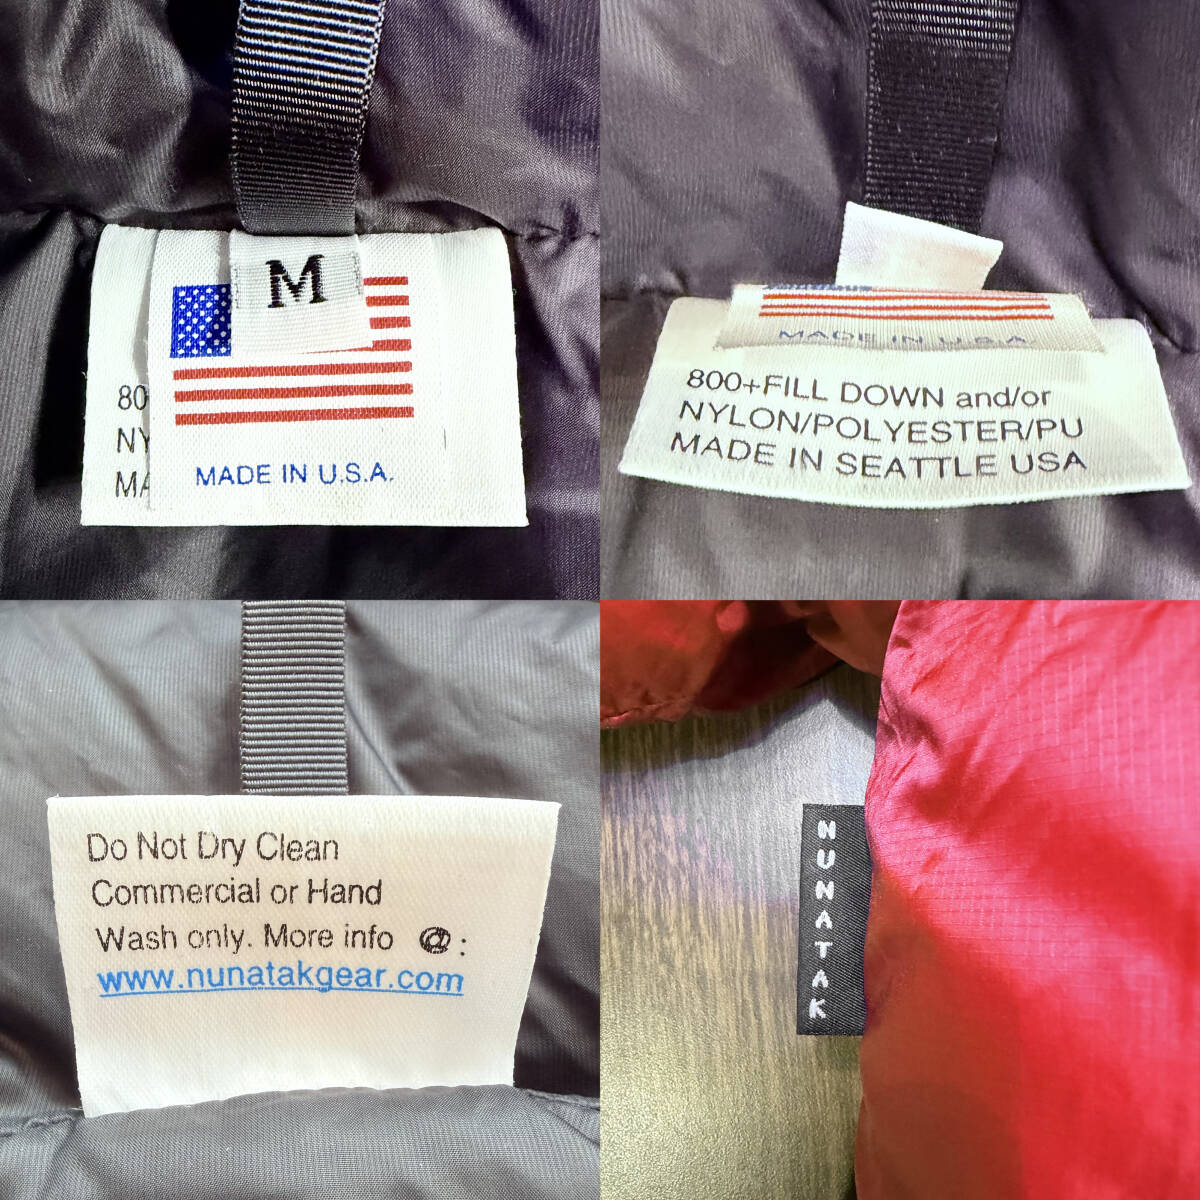 M
80
NY
MA
MADE IN U.S.A.
MADE IN U.S.A.
800+FILL DOWN and/or
NYLON/POLYESTER/PU
MADE IN SEATTLE USA
Do Not Dry Clean
Commercial or Hand
Wash only. More info @:
www.nunatakgear.com
NUNATAK